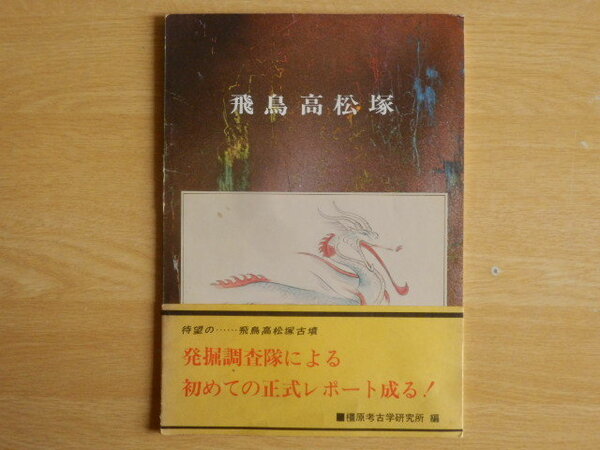 飛鳥高松塚
待望の……飛鳥高松塚古墳
発掘調査隊による
初めての正式レポート成る！
■橿原考古学研究所 編